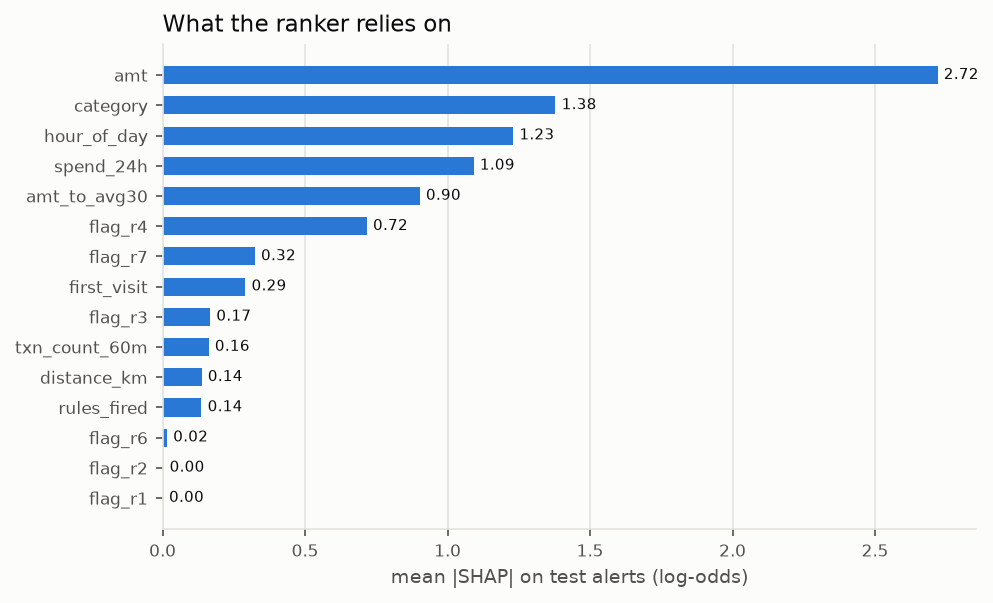 What the ranker relies on
amt 2.72
category 1.38
hour_of_day 1.23
spend_24h 1.09
amt_to_avg30 0.90
flag_r4 0.72
flag_r7 0.32
first_visit 0.29
flag_r3 0.17
txn_count_60m 0.16
distance_km 0.14
rules_fired 0.14
flag_r6 0.02
flag_r2 0.00
flag_r1 0.00
0.0 0.5 1.0 1.5 2.0 2.5
mean |SHAP| on test alerts (log-odds)